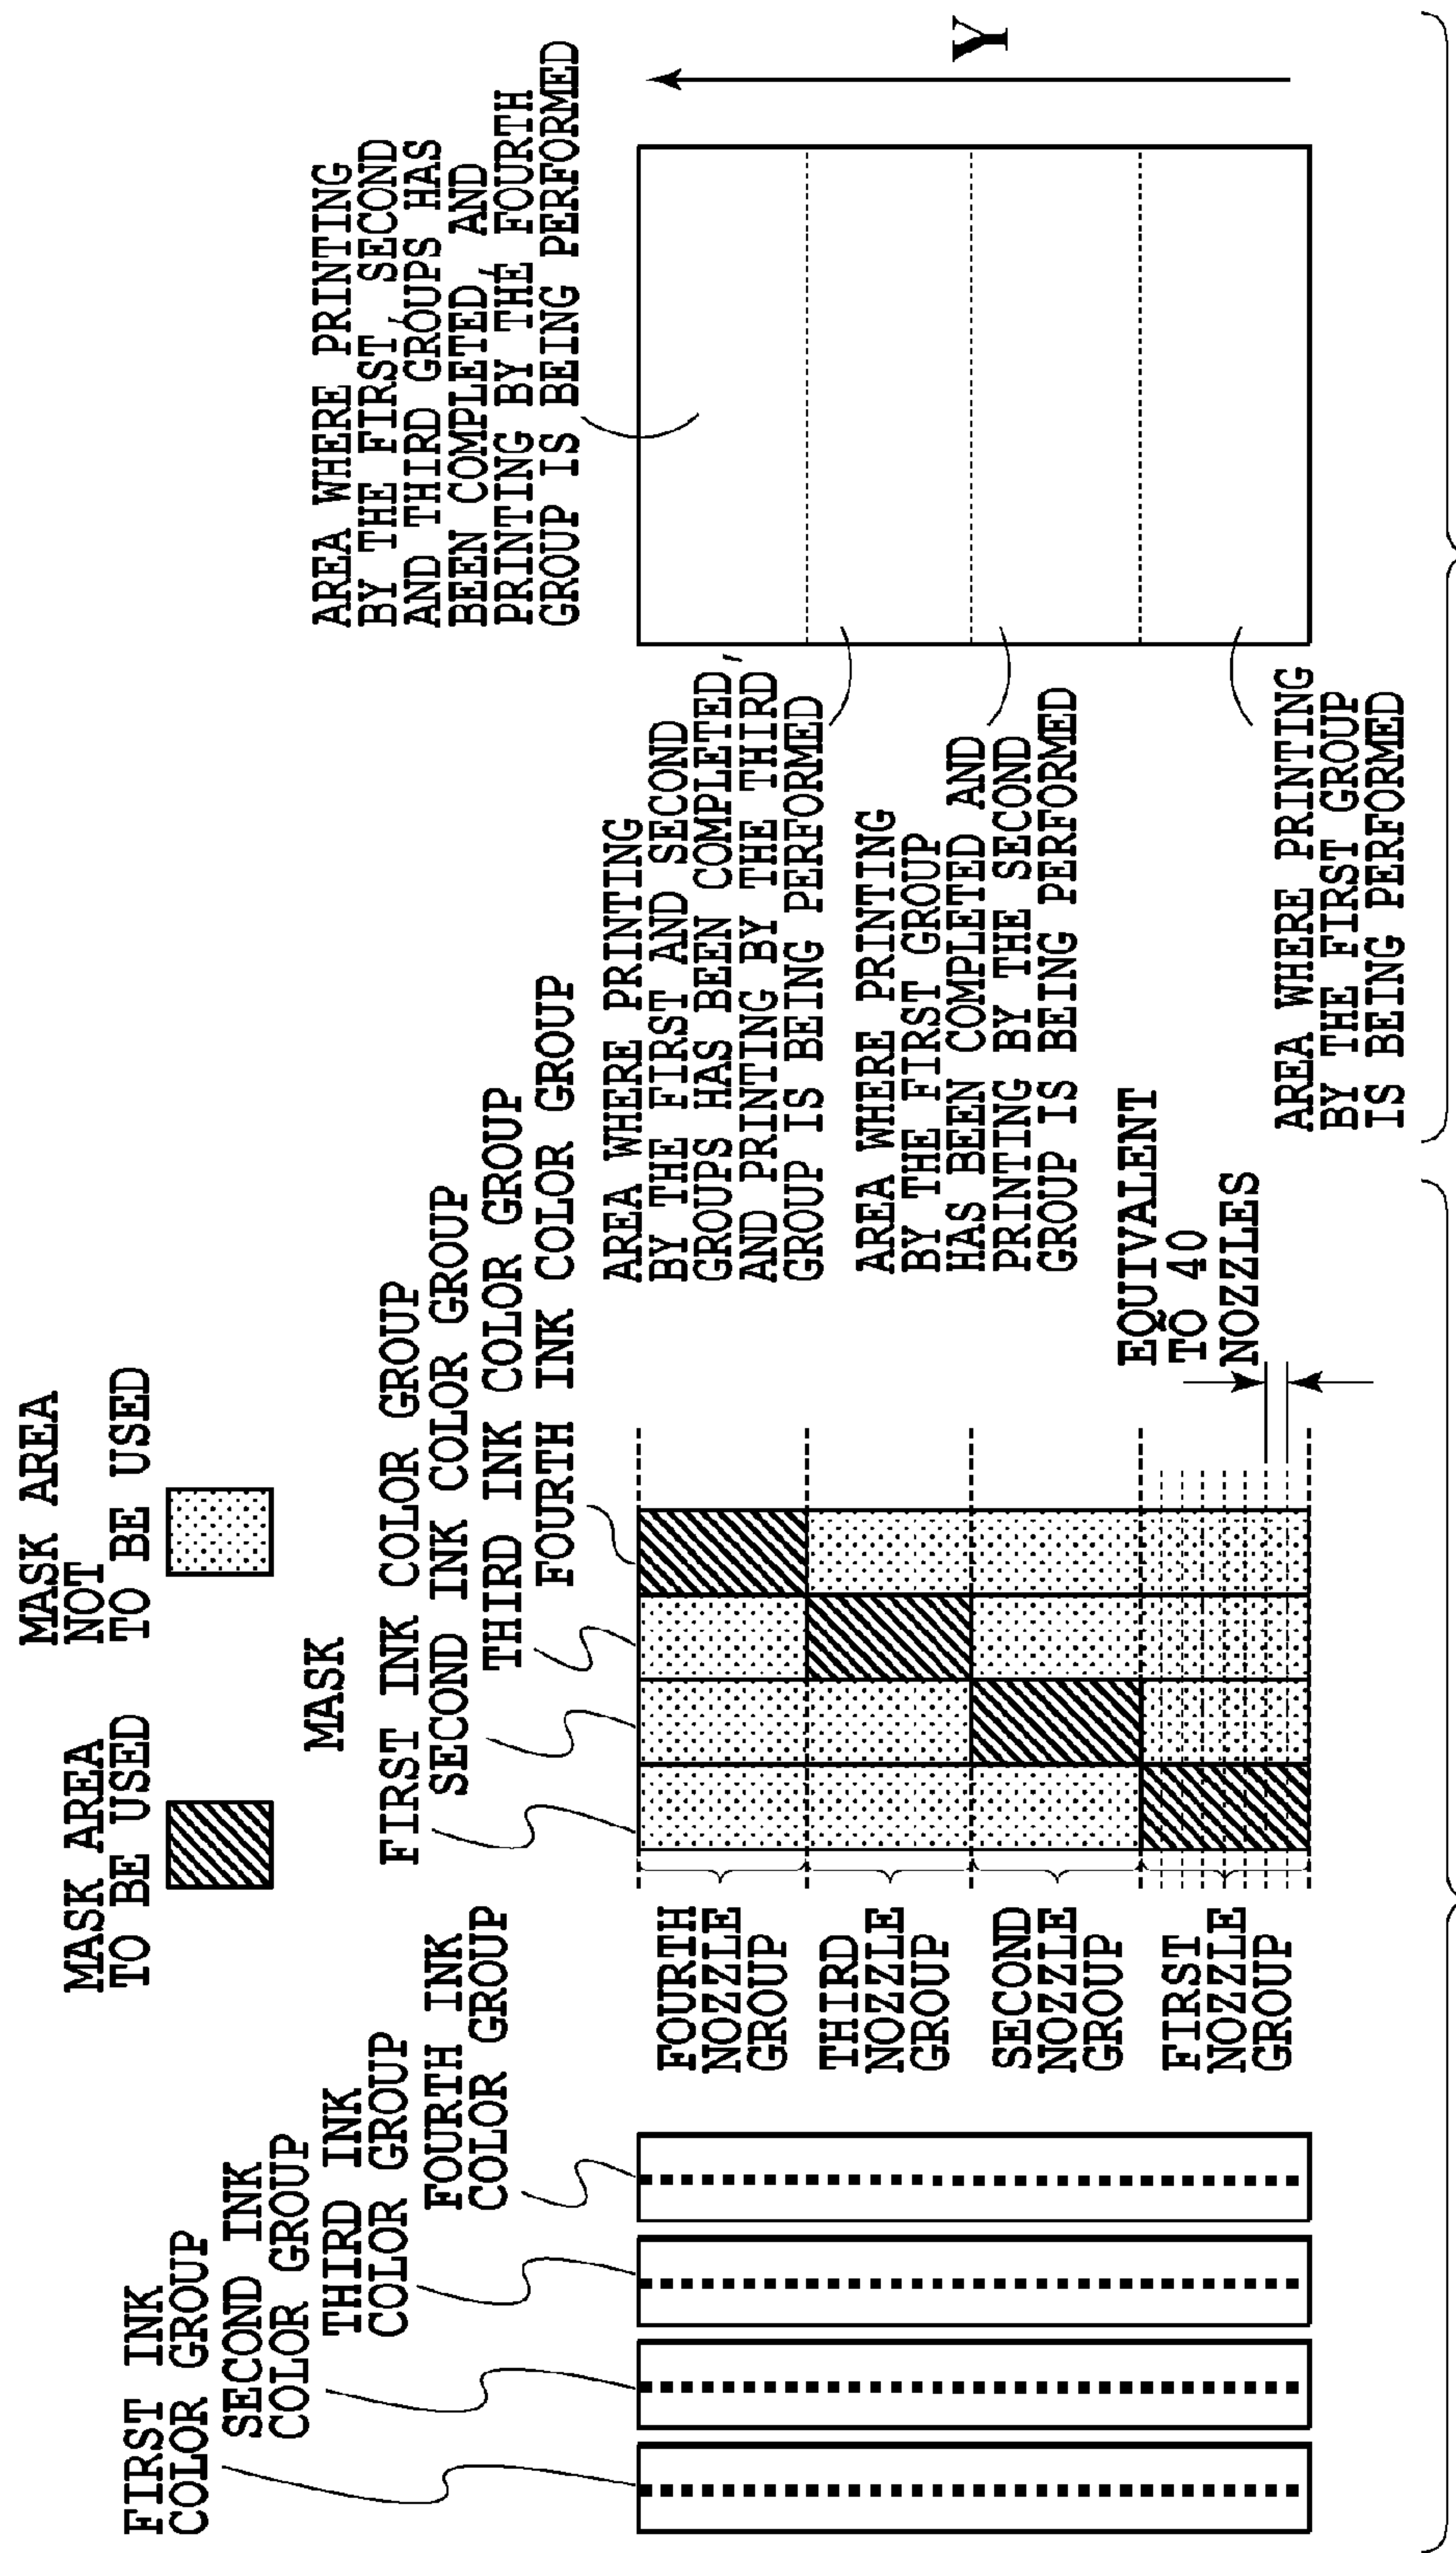 FIRST INK
COLOR GROUP
SECOND INK
COLOR GROUP
THIRD INK
COLOR GROUP
FOURTH INK
COLOR GROUP
MASK AREA
TO BE USED
MASK AREA
NOT
TO BE USED
MASK
FIRST INK COLOR GROUP
SECOND INK COLOR GROUP
THIRD INK COLOR GROUP
FOURTH INK COLOR GROUP
FOURTH
NOZZLE
GROUP
THIRD
NOZZLE
GROUP
SECOND
NOZZLE
GROUP
FIRST
NOZZLE
GROUP
EQUIVALENT
TO 40
NOZZLES
AREA WHERE PRINTING
BY THE FIRST, SECOND
AND THIRD GROUPS HAS
BEEN COMPLETED, AND
PRINTING BY THE FOURTH
GROUP IS BEING PERFORMED
AREA WHERE PRINTING
BY THE FIRST AND SECOND
GROUPS HAS BEEN COMPLETED,
AND PRINTING BY THE THIRD
GROUP IS BEING PERFORMED
AREA WHERE PRINTING
BY THE FIRST GROUP
HAS BEEN COMPLETED AND
PRINTING BY THE SECOND
GROUP IS BEING PERFORMED
AREA WHERE PRINTING
BY THE FIRST GROUP
IS BEING PERFORMED
Y